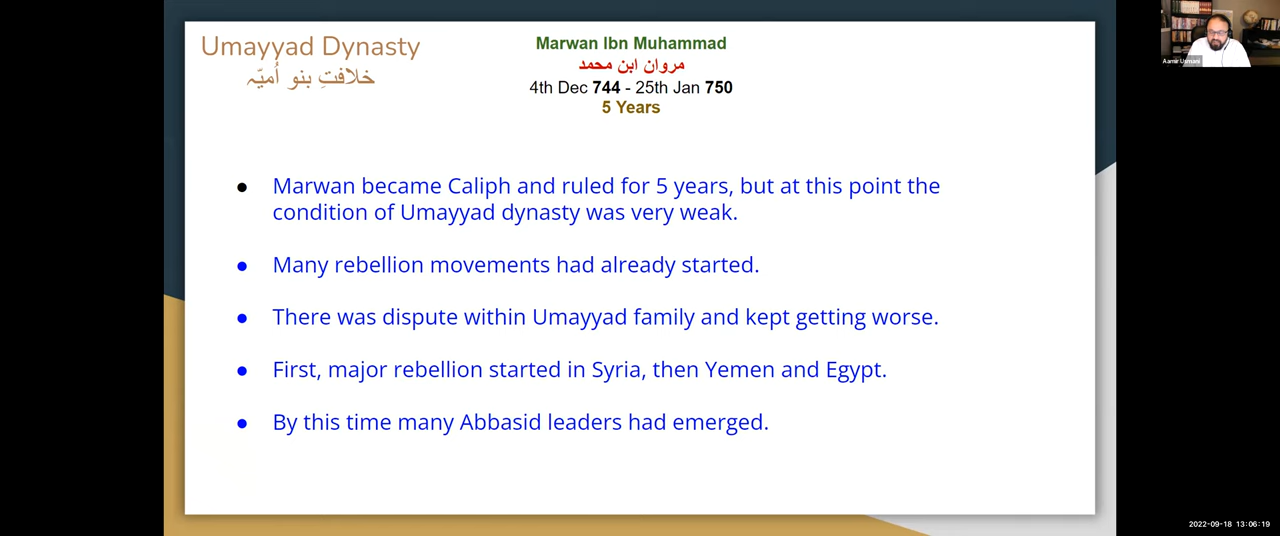 Umayyad Dynasty
خلافتِ بنو اُمیّہ
Marwan Ibn Muhammad
مروان ابن محمد
4th Dec 744 - 25th Jan 750
5 Years
● Marwan became Caliph and ruled for 5 years, but at this point the
condition of Umayyad dynasty was very weak.
● Many rebellion movements had already started.
● There was dispute within Umayyad family and kept getting worse.
● First, major rebellion started in Syria, then Yemen and Egypt.
● By this time many Abbasid leaders had emerged.
Aamir Usmani
2022-09-18 13:06:19